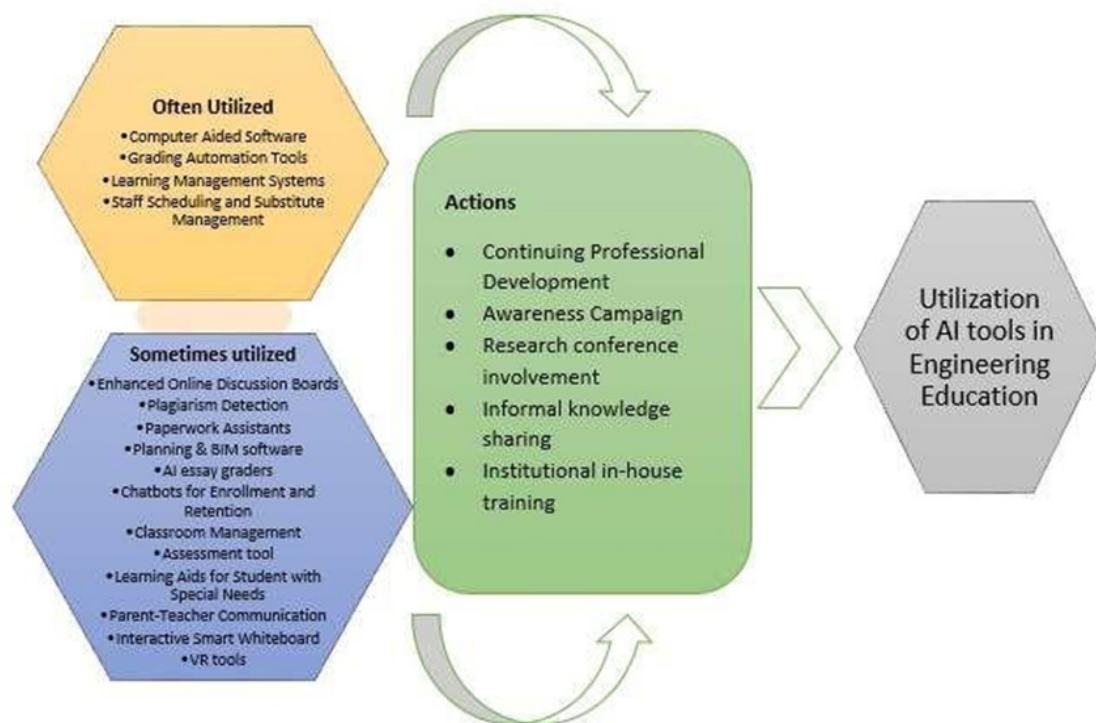 Often Utilized
•Computer Aided Software
•Grading Automation Tools
•Learning Management Systems
•Staff Scheduling and Substitute
Management
Sometimes utilized
•Enhanced Online Discussion Boards
•Plagiarism Detection
•Paperwork Assistants
•Planning & BIM software
•AI essay graders
•Chatbots for Enrollment and
Retention
•Classroom Management
•Assessment tool
•Learning Aids for Student with
Special Needs
•Parent-Teacher Communication
•Interactive Smart Whiteboard
•VR tools
Actions
• Continuing Professional
Development
• Awareness Campaign
• Research conference
involvement
• Informal knowledge
sharing
• Institutional in-house
training
Utilization
of AI tools in
Engineering
Education